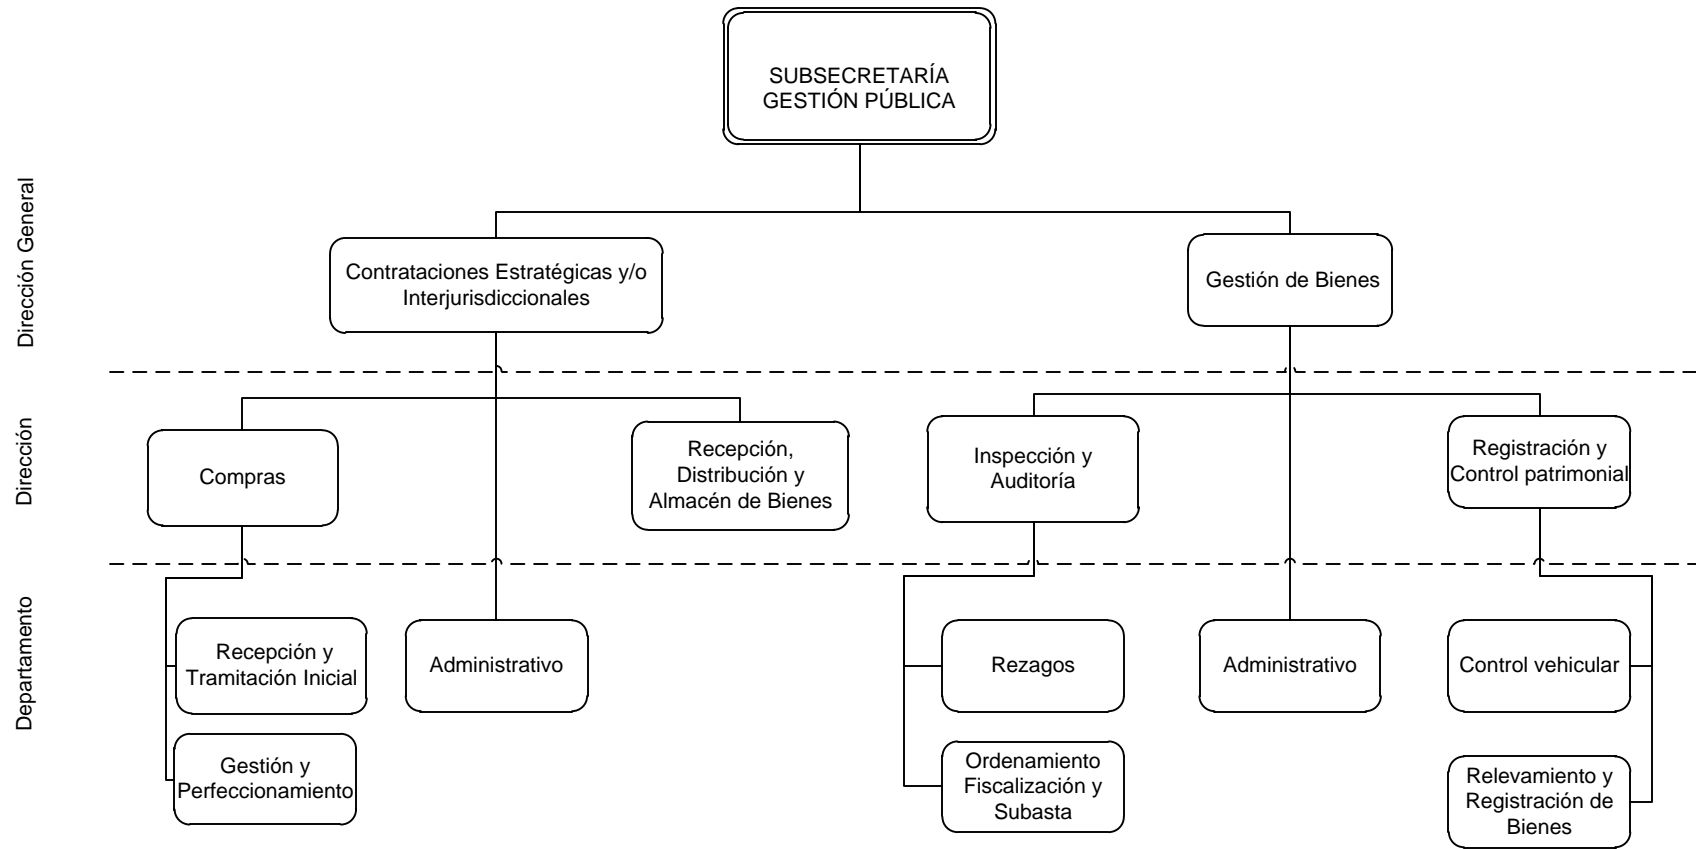 SUBSECRETARÍA
GESTIÓN PÚBLICA
Dirección General
Contrataciones Estratégicas y/o
Interjurisdiccionales
Gestión de Bienes
Dirección
Compras
Recepción,
Distribución y
Almacén de Bienes
Inspección y
Auditoría
Registración y
Control patrimonial
Departamento
Recepción y
Tramitación Inicial
Administrativo
Rezagos
Administrativo
Control vehicular
Gestión y
Perfeccionamiento
Ordenamiento
Fiscalización y
Subasta
Relevamiento y
Registración de
Bienes